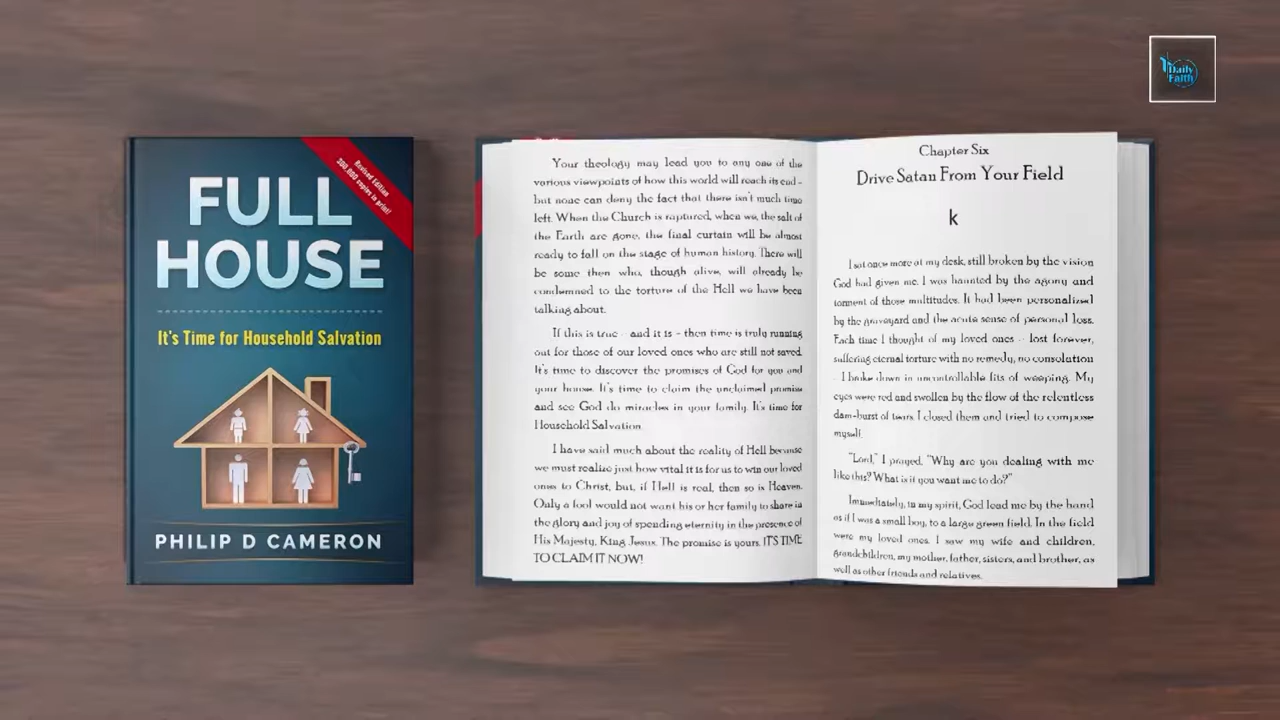 FULL
HOUSE
Revised Edition
300,000 copies in print!
It's Time for Household Salvation
PHILIP D CAMERON
Your theology may lead you to any one of the
various viewpoints of how this world will reach its end -
but none can deny the fact that there isn't much time
left. When the Church is raptured, when we, the salt of
the Earth are gone, the final curtain will be almost
ready to fall on the stage of human history. There will
be some then who, though alive, will already be
condemned to the torture of the Hell we have been
talking about.
If this is true - and it is - then time is truly running
out for those of our loved ones who are still not saved.
It's time to discover the promises of God for you and
your house. It's time to claim the unclaimed promise
and see God do miracles in your family. It's time for
Household Salvation.
I have said much about the reality of Hell because
we must realize just how vital it is for us to win our loved
ones to Christ, but, if Hell is real, then so is Heaven.
Only a fool would not want his or her family to share in
the glory and joy of spending eternity in the presence of
His Majesty, King Jesus. The promise is yours. IT'S TIME
TO CLAIM IT NOW!
Chapter Six
Drive Satan From Your Field
k
I sat once more at my desk, still broken by the vision
God had given me. I was haunted by the agony and
torment of those multitudes. It had been personalized
by the graveyard and the acute sense of personal loss.
Each time I thought of my loved ones - lost forever,
suffering eternal torture with no remedy, no consolation
- I broke down in uncontrollable fits of weeping. My
eyes were red and swollen by the flow of the relentless
dam-burst of tears. I closed them and tried to compose
myself.
"Lord," I prayed, "Why are you dealing with me
like this? What is it you want me to do?"
Immediately, in my spirit, God lead me by the hand
as if I was a small boy, to a large green field. In the field
were my loved ones. I saw my wife and children,
grandchildren, my mother, father, sisters, and brother, as
well as other friends and relatives.
Daily
Faith